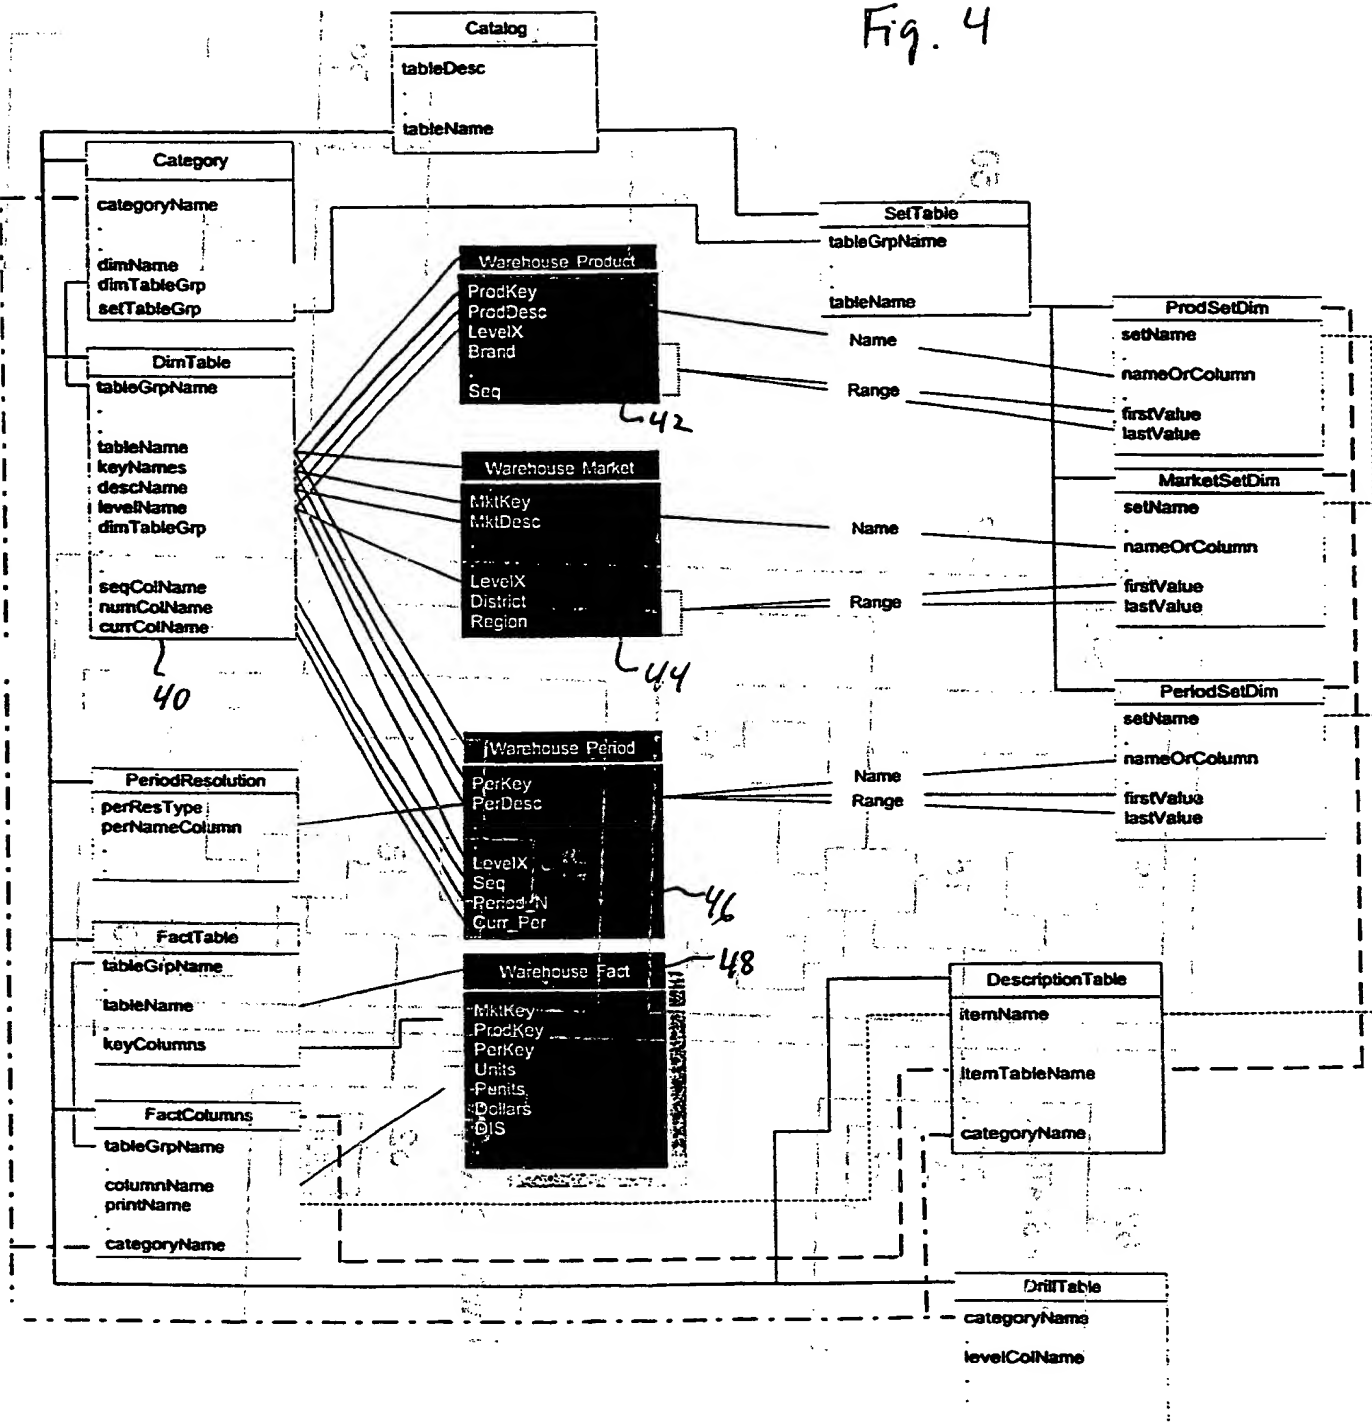 Fig. 4
Catalog
tableDesc
.
.
tableName
Category
categoryName
.
.
dimName
dimTableGrp
setTableGrp
DimTable
tableGrpName
.
.
tableName
keyNames
descName
levelName
dimTableGrp
.
.
seqColName
numColName
currColName
40
PeriodResolution
perResType
perNameColumn
.
.
FactTable
tableGrpName
.
tableName
.
keyColumns
FactColumns
tableGrpName
.
columnName
printName
.
categoryName
Warehouse Product
ProdKey
ProdDesc
LevelX
Brand
.
Seq
42
Warehouse Market
MktKey
MktDesc
.
.
LevelX
District
Region
44
Warehouse Period
PerKey
PerDesc
LevelX
Seq
Period_N
Curr_Per
46
Warehouse Fact
48
MktKey
ProdKey
PerKey
Units
Punits
Dollars
DIS
.
SetTable
tableGrpName
.
.
tableName
Name
Range
Name
Range
Name
Range
ProdSetDim
setName
.
nameOrColumn
.
firstValue
lastValue
MarketSetDim
setName
.
nameOrColumn
.
firstValue
lastValue
PeriodSetDim
setName
.
nameOrColumn
.
firstValue
lastValue
DescriptionTable
itemName
.
.
itemTableName
.
.
categoryName
DrillTable
categoryName
.
levelColName
.
.